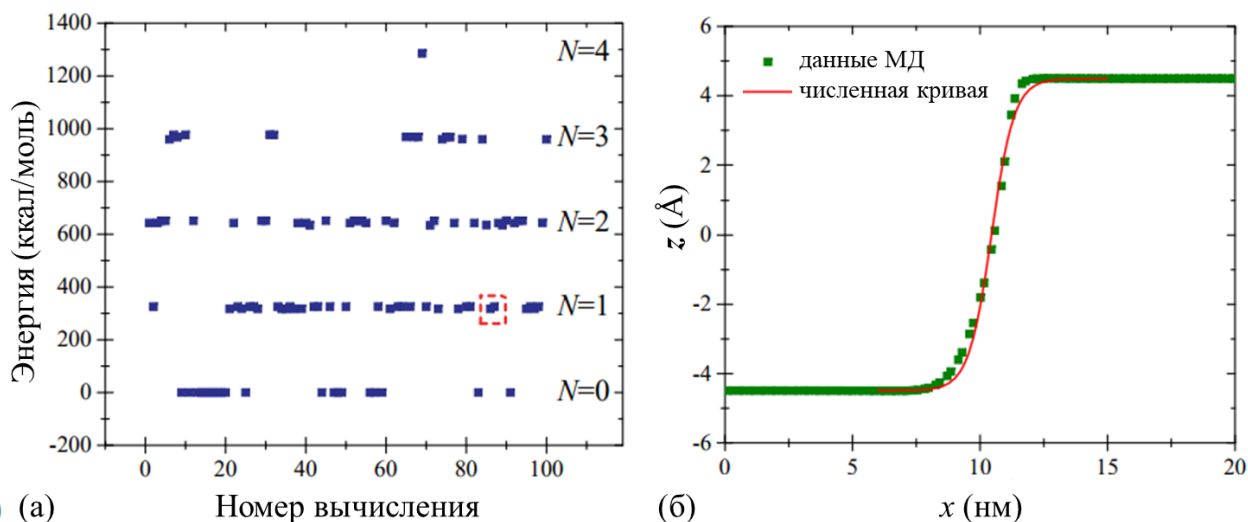 1400
1200
1000
800
600
400
200
0
-200
Энергия (ккал/моль)
N=4
N=3
N=2
N=1
N=0
0 20 40 60 80 100
(а) Номер вычисления
6
4
2
0
-2
-4
-6
z (Å)
данные МД
численная кривая
0 5 10 15 20
(б) x (нм)